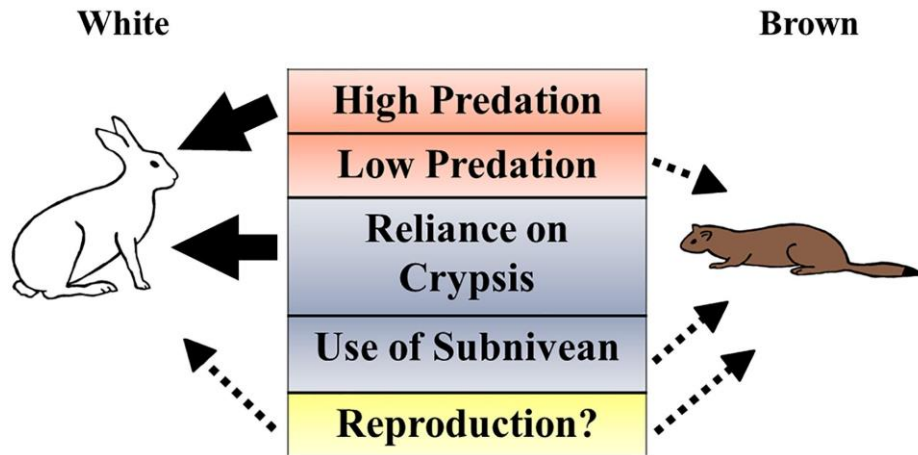 White
Brown
High Predation
Low Predation
Reliance on
Crypsis
Use of Subnivean
Reproduction?